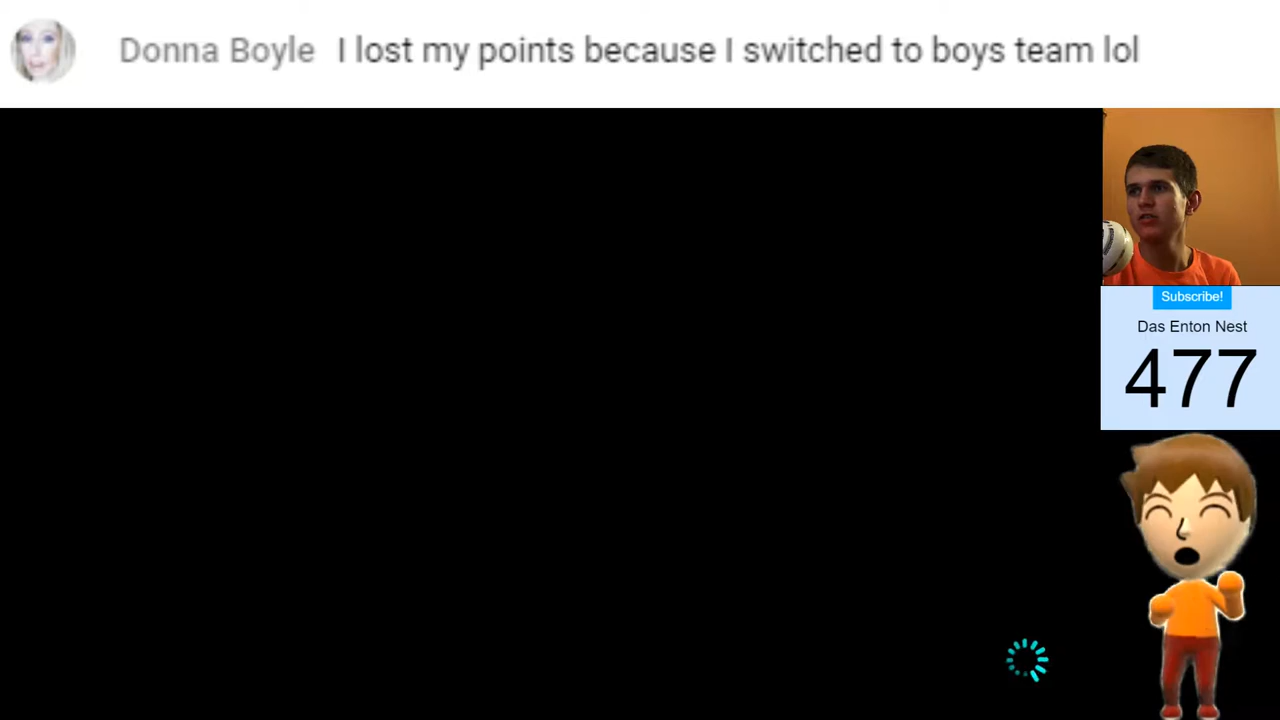 Donna Boyle I lost my points because I switched to boys team lol
Subscribe!
Das Enton Nest
477